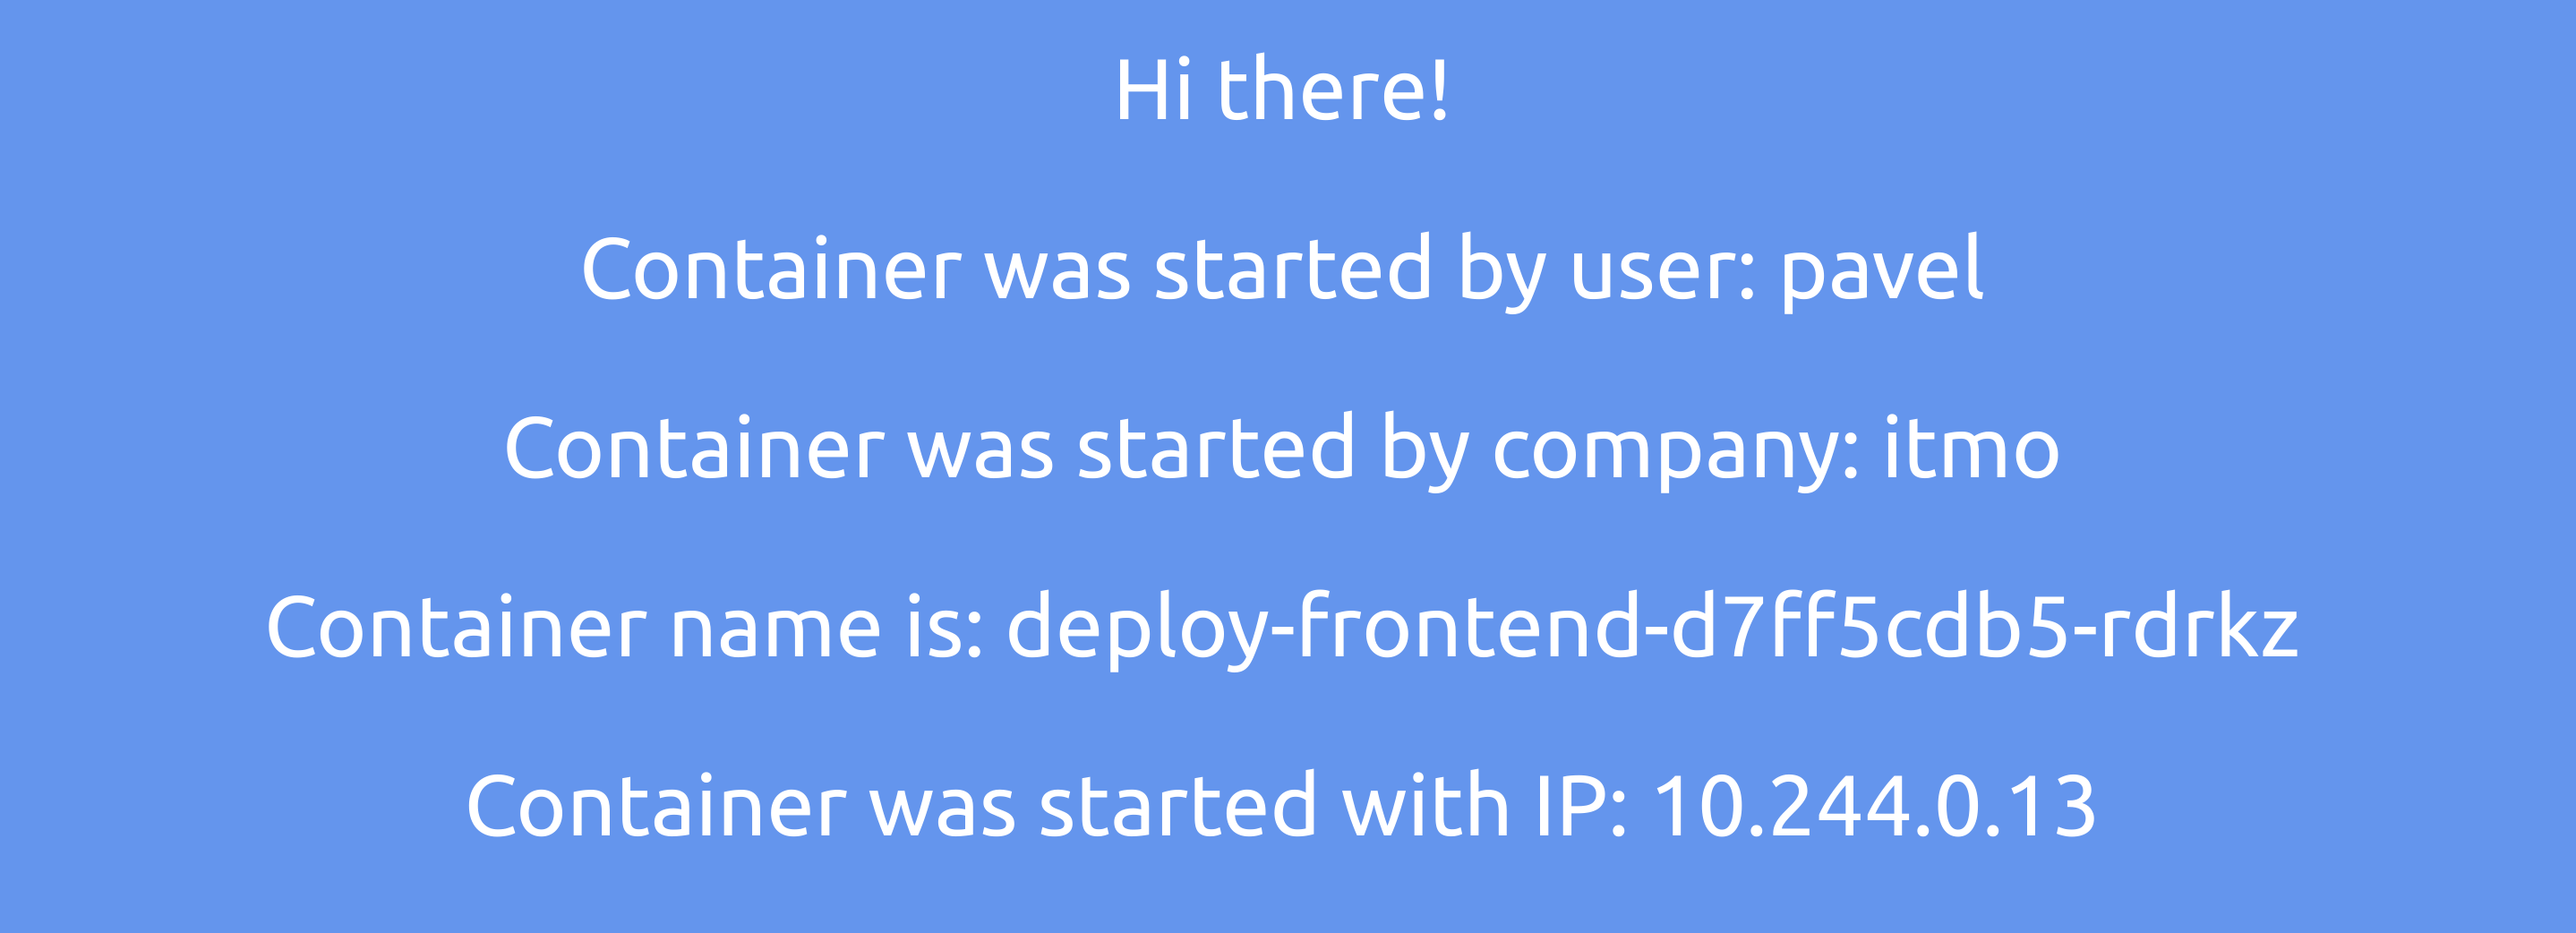 Hi there!
Container was started by user: pavel
Container was started by company: itmo
Container name is: deploy-frontend-d7ff5cdb5-rdrkz
Container was started with IP: 10.244.0.13